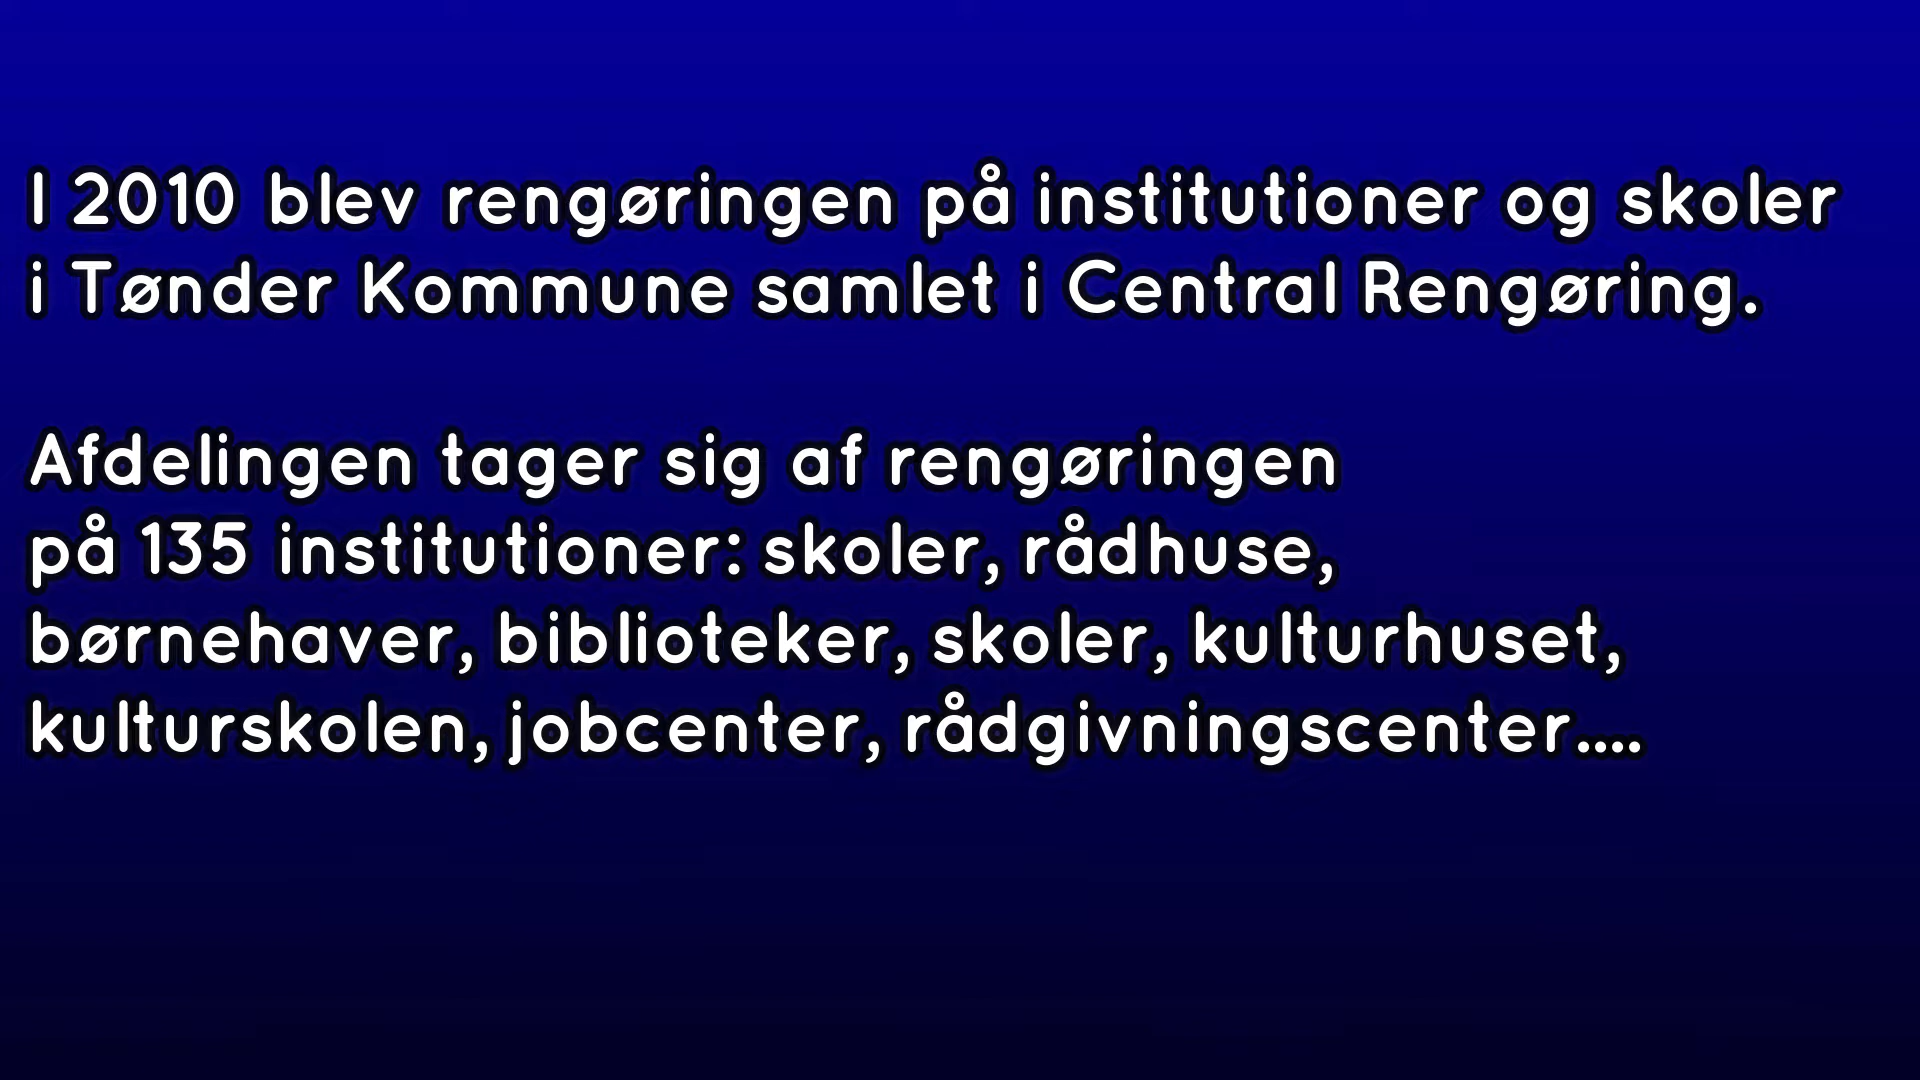 I 2010 blev rengøringen på institutioner og skoler
i Tønder Kommune samlet i Central Rengøring.
Afdelingen tager sig af rengøringen
på 135 institutioner: skoler, rådhuse,
børnehaver, biblioteker, skoler, kulturhuset,
kulturskolen, jobcenter, rådgivningscenter....